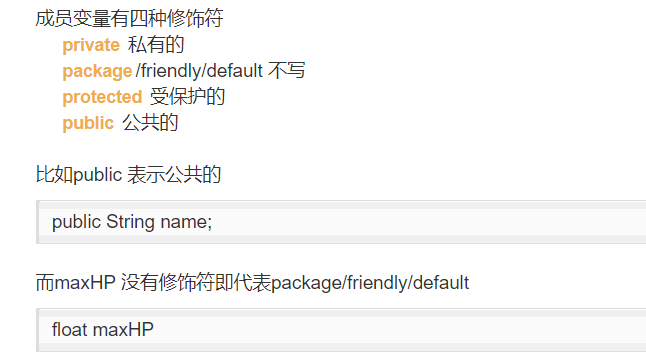 成员变量有四种修饰符
private 私有的
package/friendly/default 不写
protected 受保护的
public 公共的
比如public 表示公共的
public String name;
而maxHP 没有修饰符即代表package/friendly/default
float maxHP